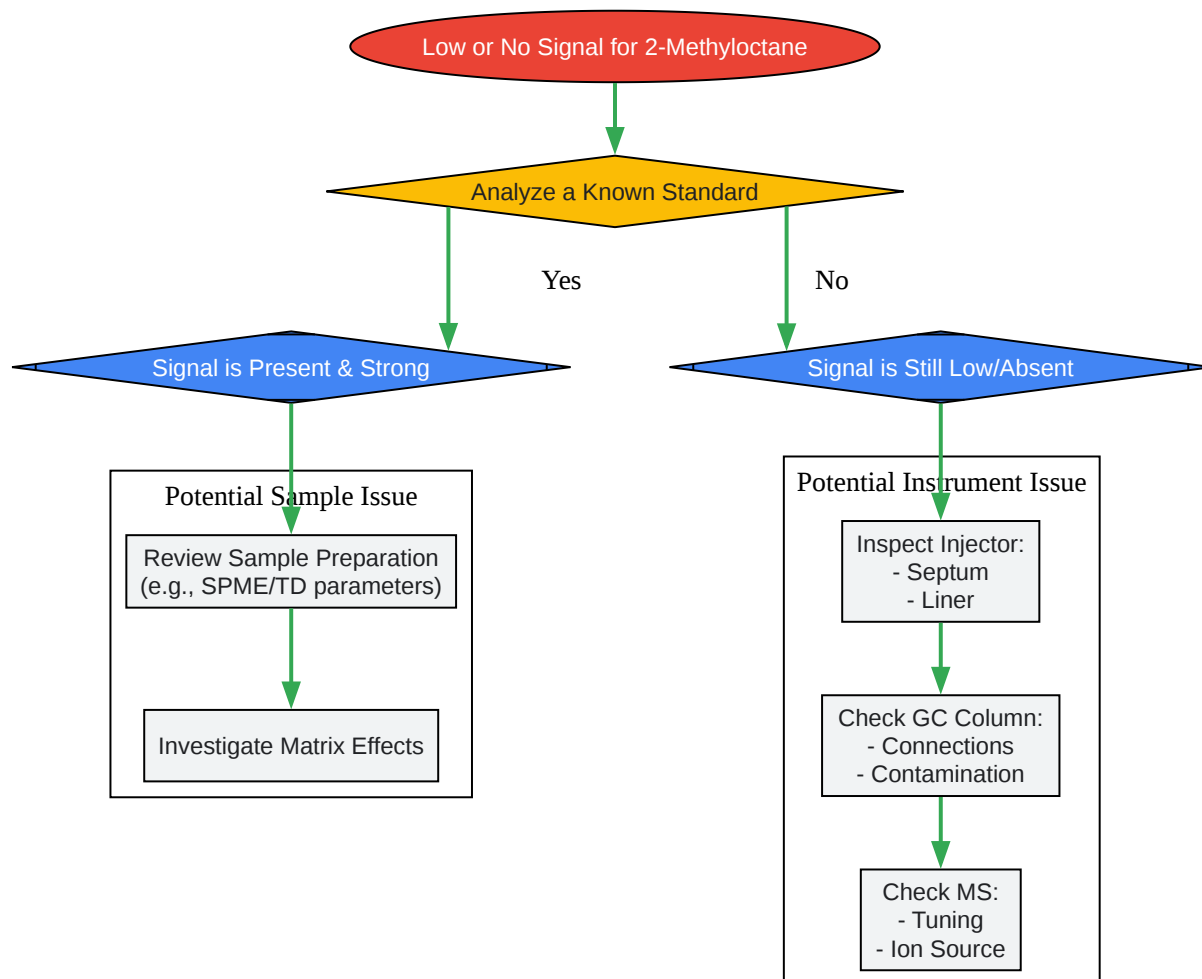 Low or No Signal for 2-Methyloctane
Analyze a Known Standard
Yes
No
Signal is Present & Strong
Signal is Still Low/Absent
Potential Sample Issue
Review Sample Preparation
(e.g., SPME/TD parameters)
Investigate Matrix Effects
Potential Instrument Issue
Inspect Injector:
- Septum
- Liner
Check GC Column:
- Connections
- Contamination
Check MS:
- Tuning
- Ion Source